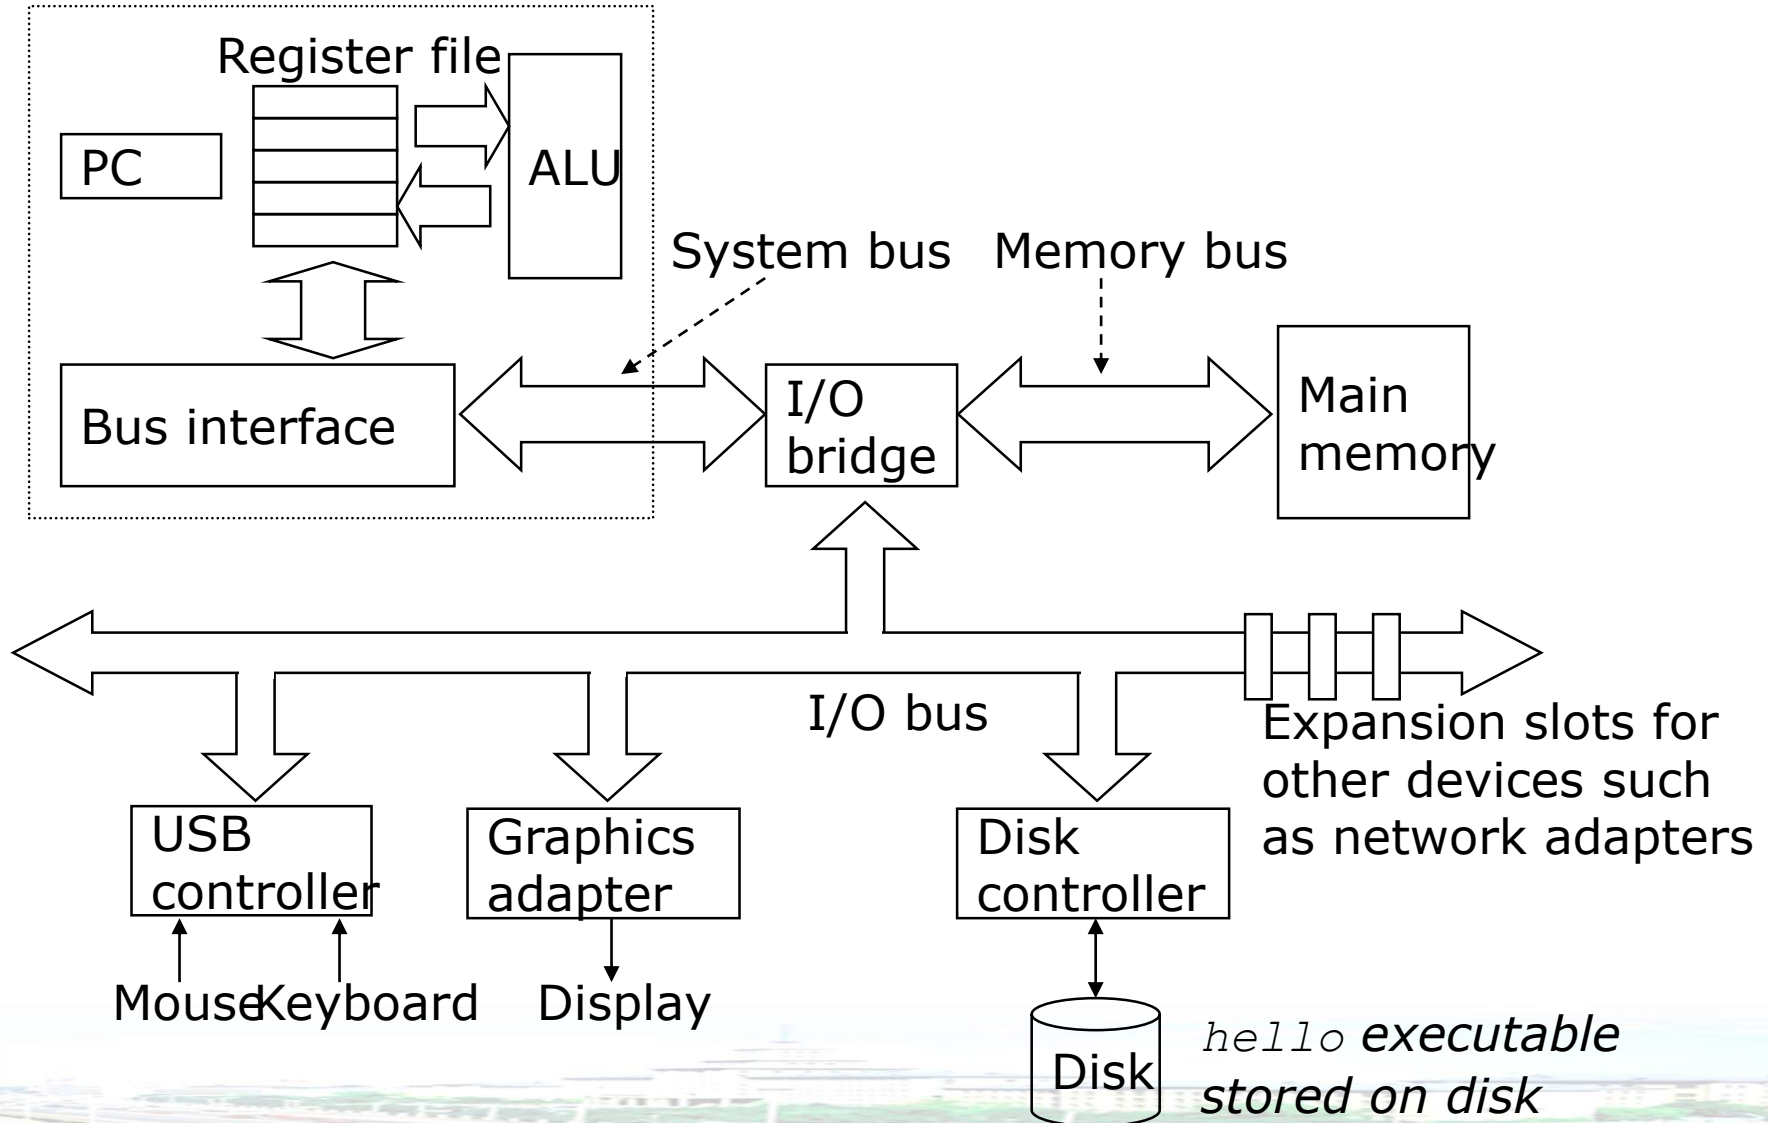 Register file
PC
ALU
System bus
Memory bus
Bus interface
I/O
bridge
Main
memory
I/O bus
Expansion slots for
other devices such
as network adapters
USB
controller
Graphics
adapter
Disk
controller
Mouse
Keyboard
Display
Disk
hello executable
stored on disk